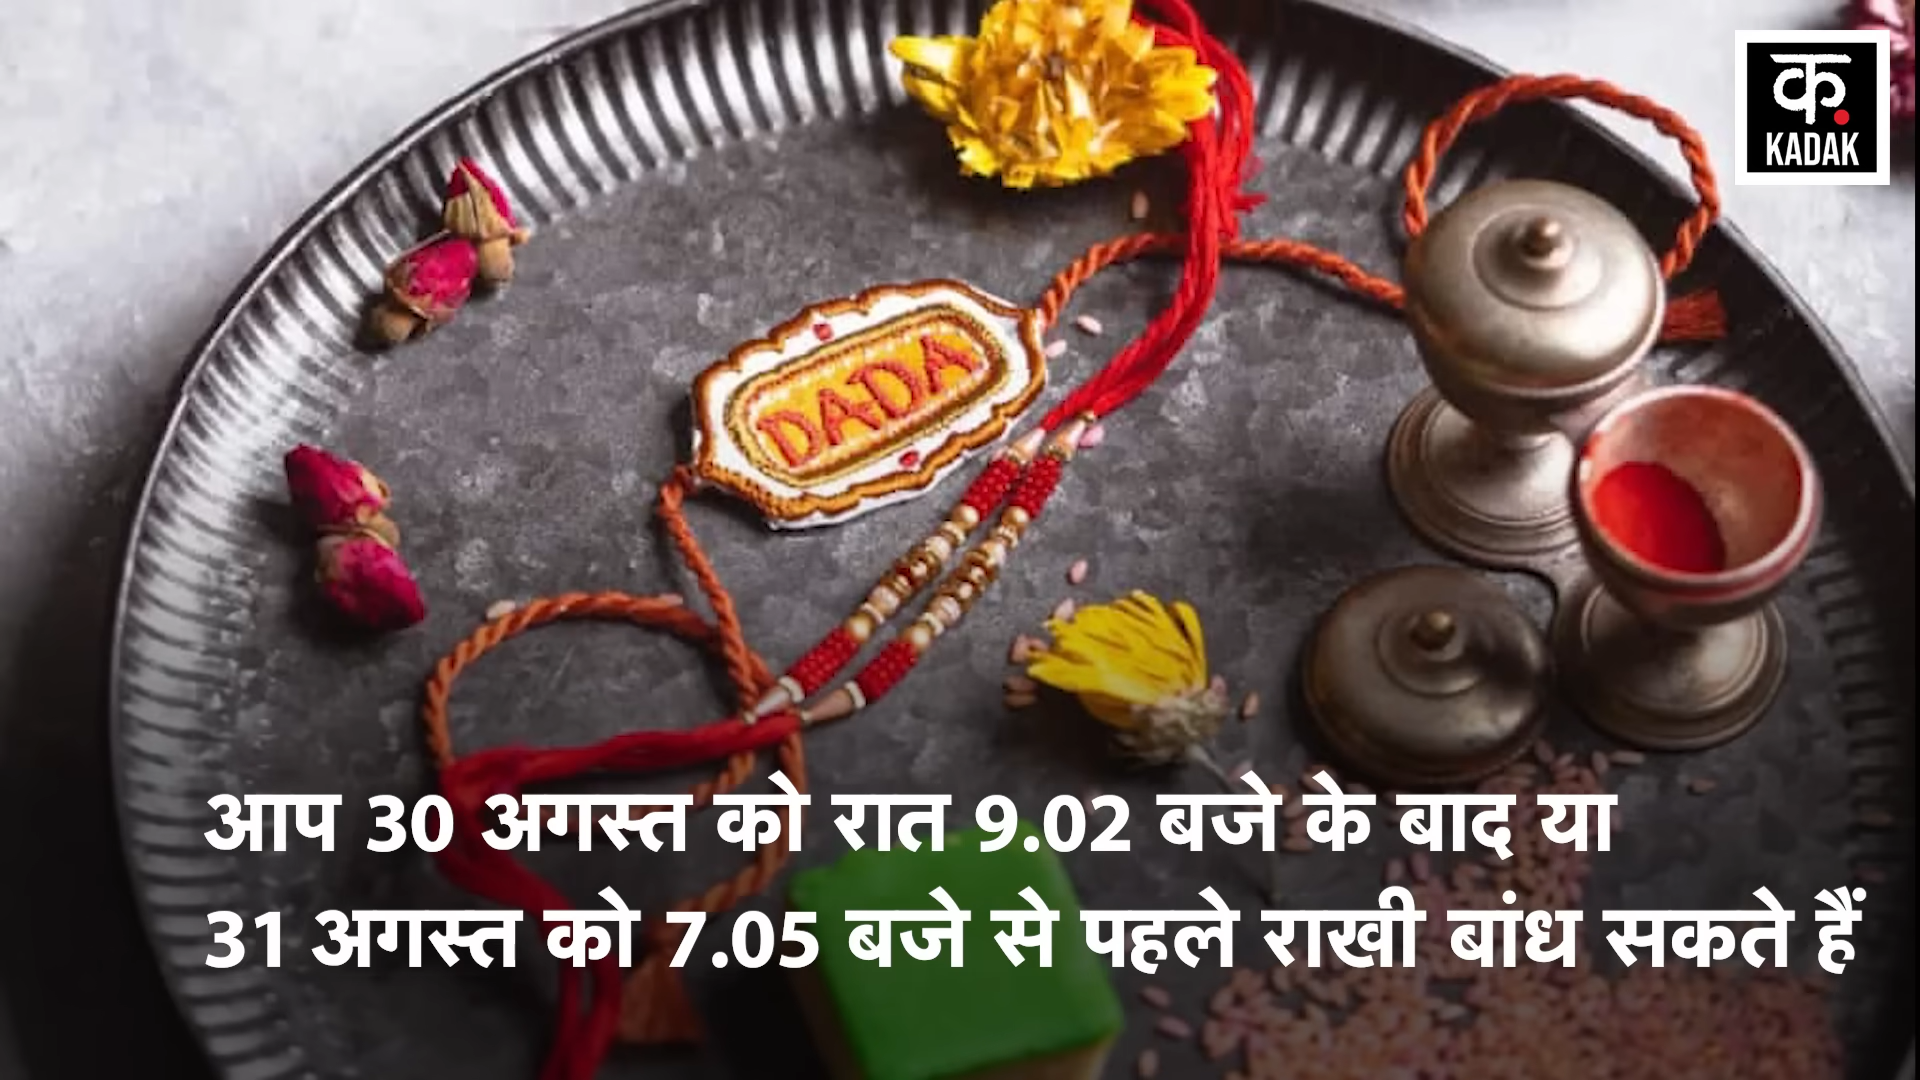 क
KADAK
DADA
आप 30 अगस्त को रात 9.02 बजे के बाद या
31 अगस्त को 7.05 बजे से पहले राखी बांध सकते हैं